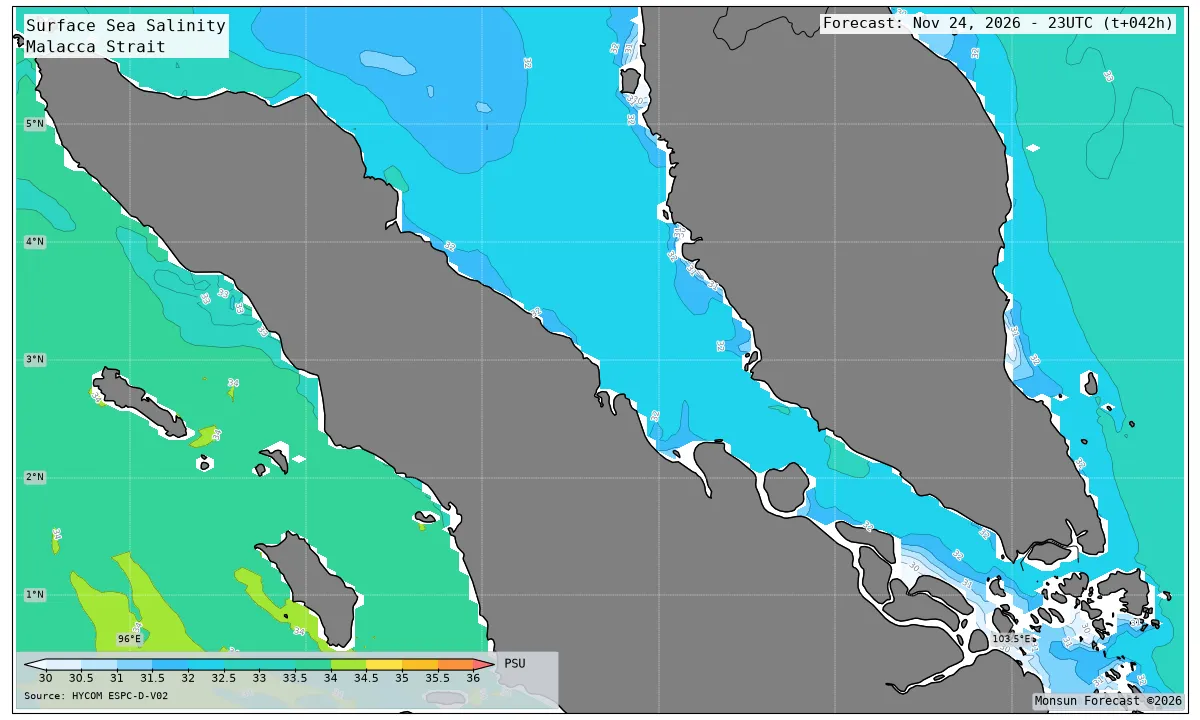 Surface Sea Salinity
Malacca Strait
Forecast: Nov 24, 2026 - 23UTC (t+042h)
5°N
4°N
3°N
2°N
1°N
96°E
103.5°E
PSU
30 30.5 31 31.5 32 32.5 33 33.5 34 34.5 35 35.5 36
Source: HYCOM ESPC-D-V02
Monsun Forecast ©2026